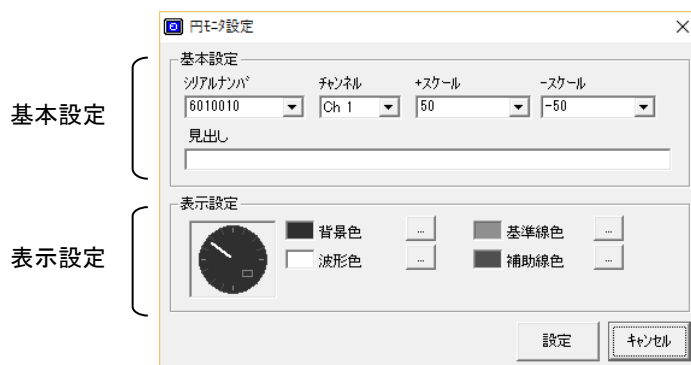 円ﾓﾆﾀ設定
基本設定
基本設定
ｼﾘｱﾙﾅﾝﾊﾞ ﾁｬﾝﾈﾙ +ｽｹｰﾙ -ｽｹｰﾙ
6010010 Ch 1 50 -50
見出し
表示設定
表示設定
背景色 ... 基準線色 ...
波形色 ... 補助線色 ...
設定 ｷｬﾝｾﾙ